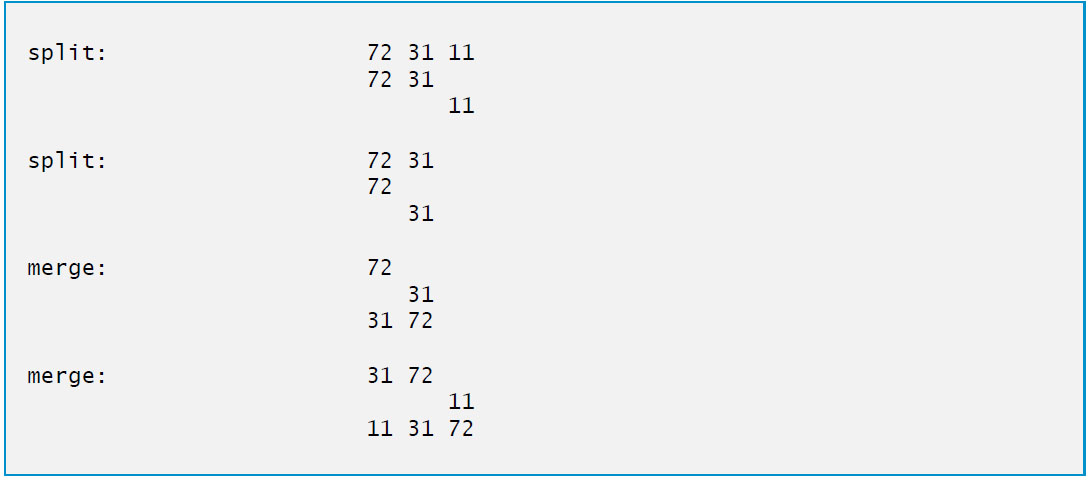 split: 72 31 11
72 31
11
split: 72 31
72
31
merge: 72
31
31 72
merge: 31 72
11
11 31 72